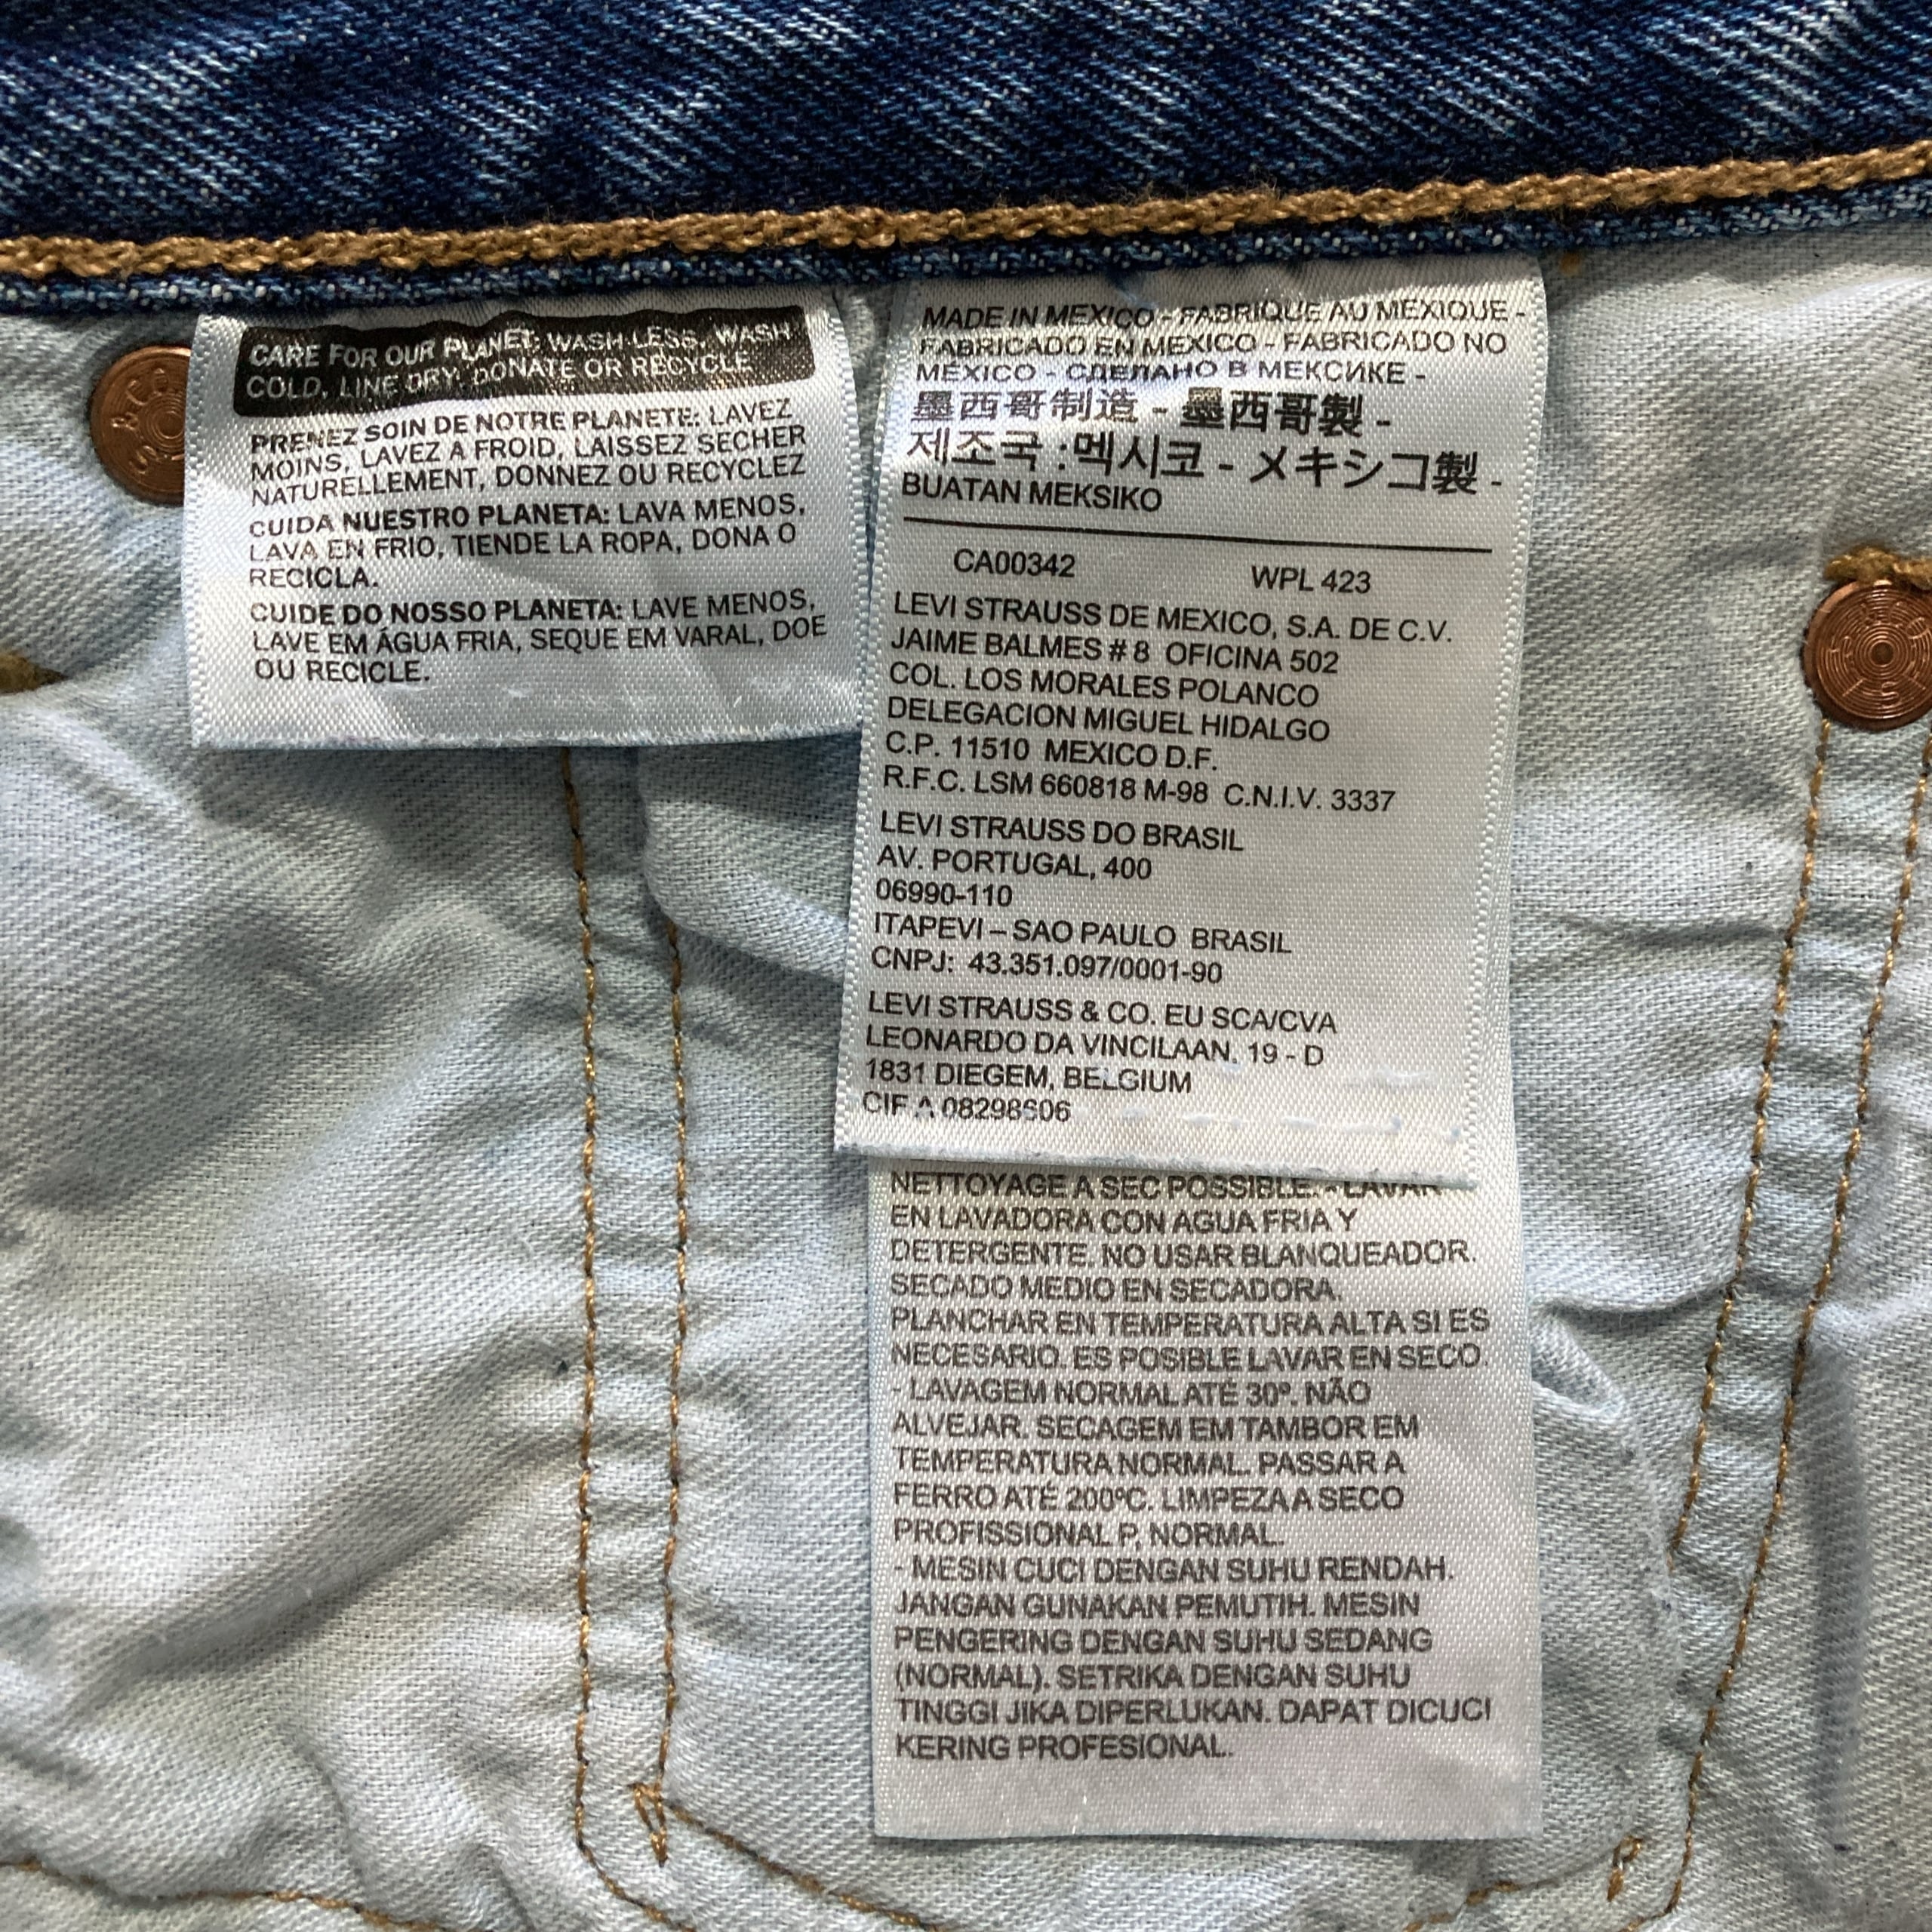 CARE FOR OUR PLANET: WASH LESS, WASH
COLD, LINE DRY, DONATE OR RECYCLE
PRENEZ SOIN DE NOTRE PLANETE: LAVEZ
MOINS, LAVEZ A FROID, LAISSEZ SECHER
NATURELLEMENT, DONNEZ OU RECYCLEZ
CUIDA NUESTRO PLANETA: LAVA MENOS,
LAVA EN FRIO, TIENDE LA ROPA, DONA O
RECICLA.
CUIDE DO NOSSO PLANETA: LAVE MENOS,
LAVE EM ÁGUA FRIA, SEQUE EM VARAL, DOE
OU RECICLE.
MADE IN MEXICO - FABRIQUE AU MEXIQUE -
FABRICADO EN MEXICO - FABRICADO NO
MÉXICO - СДЕЛАНО В МЕКСИКЕ -
墨西哥制造 - 墨西哥製 -
제조국 :멕시코 - メキシコ製 -
BUATAN MEKSIKO
CA00342 WPL 423
LEVI STRAUSS DE MEXICO, S.A. DE C.V.
JAIME BALMES # 8 OFICINA 502
COL. LOS MORALES POLANCO
DELEGACION MIGUEL HIDALGO
C.P. 11510 MEXICO D.F.
R.F.C. LSM 660818 M-98 C.N.I.V. 3337
LEVI STRAUSS DO BRASIL
AV. PORTUGAL, 400
06990-110
ITAPEVI – SAO PAULO BRASIL
CNPJ: 43.351.097/0001-90
LEVI STRAUSS & CO. EU SCA/CVA
LEONARDO DA VINCILAAN. 19 - D
1831 DIEGEM, BELGIUM
CIF A 08298606
NETTOYAGE A SEC POSSIBLE. - LAVAR
EN LAVADORA CON AGUA FRIA Y
DETERGENTE. NO USAR BLANQUEADOR.
SECADO MEDIO EN SECADORA.
PLANCHAR EN TEMPERATURA ALTA SI ES
NECESARIO. ES POSIBLE LAVAR EN SECO.
- LAVAGEM NORMAL ATÉ 30º. NÃO
ALVEJAR. SECAGEM EM TAMBOR EM
TEMPERATURA NORMAL. PASSAR A
FERRO ATÉ 200ºC. LIMPEZA A SECO
PROFISSIONAL P, NORMAL.
- MESIN CUCI DENGAN SUHU RENDAH.
JANGAN GUNAKAN PEMUTIH. MESIN
PENGERING DENGAN SUHU SEDANG
(NORMAL). SETRIKA DENGAN SUHU
TINGGI JIKA DIPERLUKAN. DAPAT DICUCI
KERING PROFESIONAL.